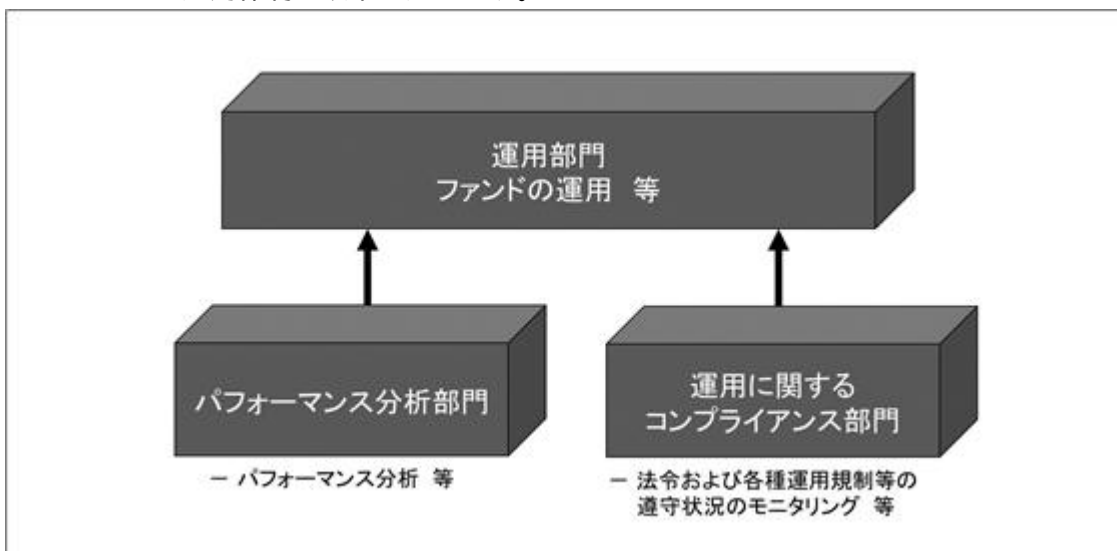 運用部門
ファンドの運用 等
パフォーマンス分析部門
運用に関する
コンプライアンス部門
－ パフォーマンス分析 等
－ 法令および各種運用規制等の
遵守状況のモニタリング 等